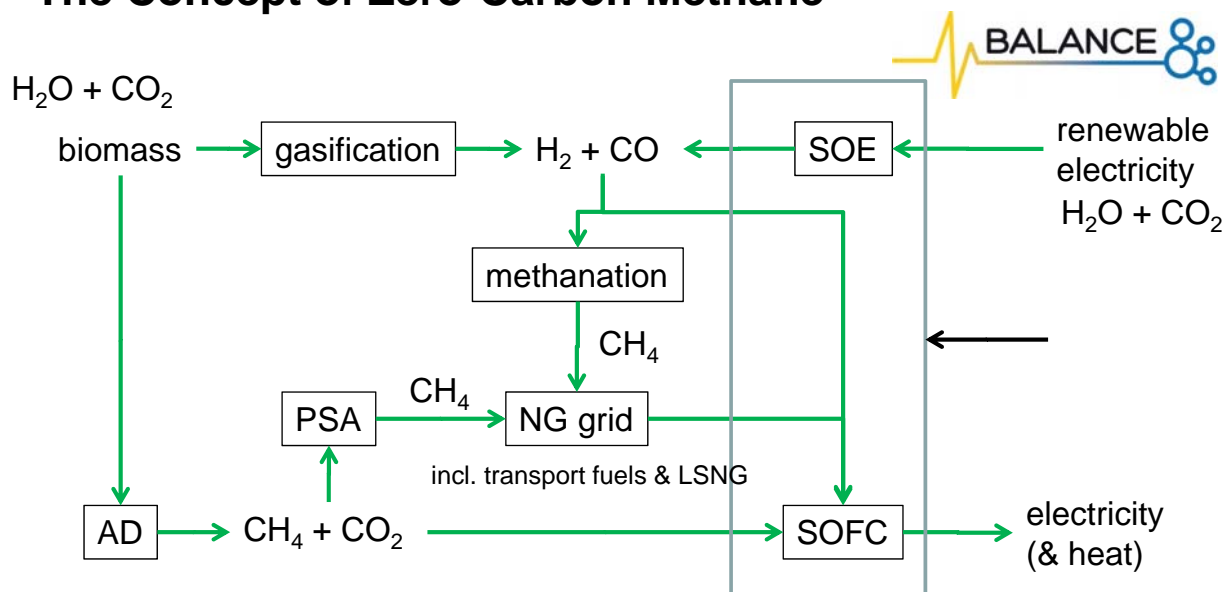 The Concept of Zero-Carbon Methane
BALANCE
H₂O + CO₂
biomass
gasification
H₂ + CO
SOE
renewable
electricity
H₂O + CO₂
methanation
CH₄
CH₄
PSA
NG grid
incl. transport fuels & LSNG
AD
CH₄ + CO₂
SOFC
electricity
(& heat)